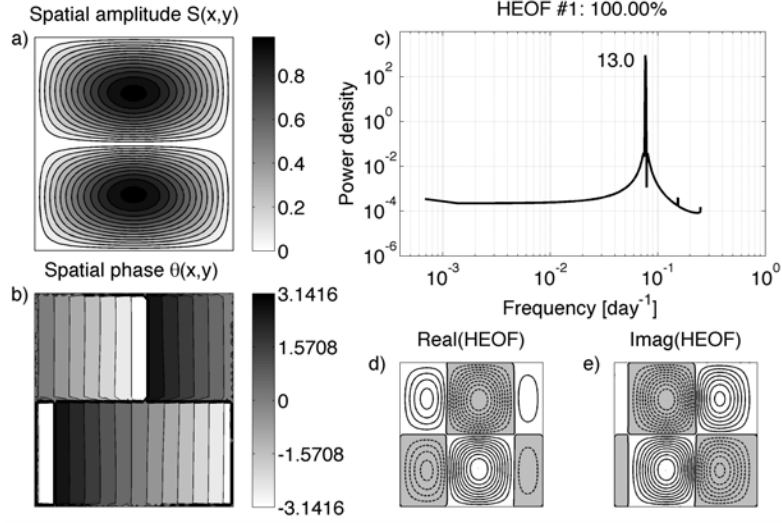 Spatial amplitude S(x,y)
a)
0.8
0.6
0.4
0.2
0
Spatial phase θ(x,y)
b)
3.1416
1.5708
0
-1.5708
-3.1416
HEOF #1: 100.00%
c)
13.0
Power density
10^2
10^0
10^-2
10^-4
10^-6
10^-3
10^-2
10^-1
10^0
Frequency [day^-1]
Real(HEOF)
d)
Imag(HEOF)
e)